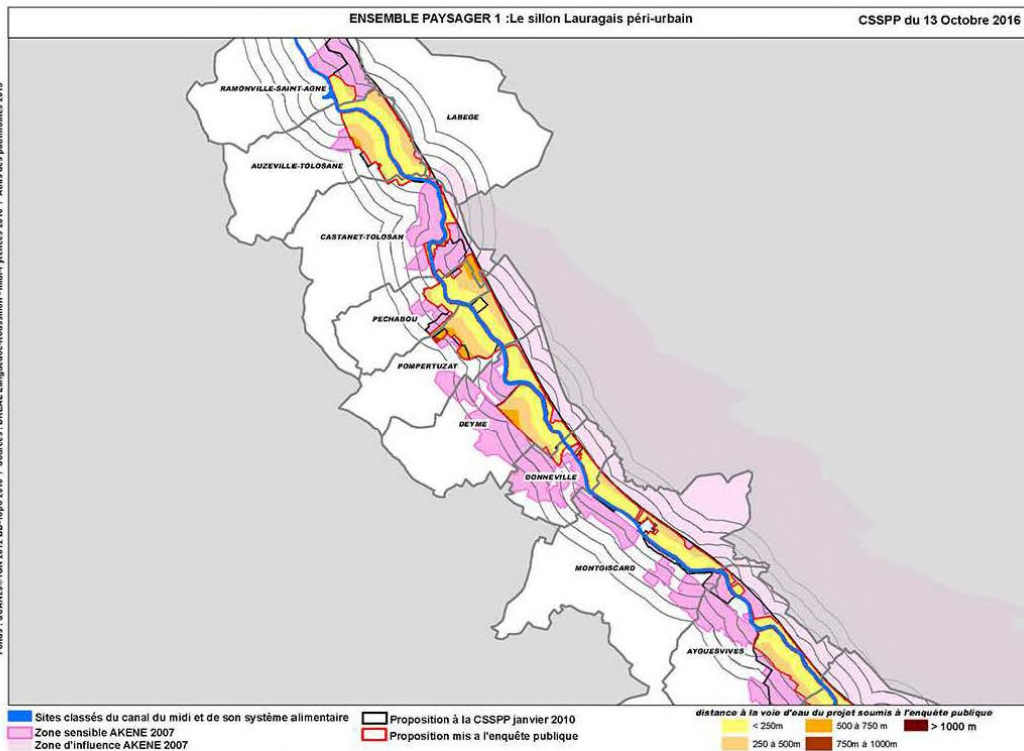 ENSEMBLE PAYSAGER 1 :Le sillon Lauragais péri-urbain
CSSPP du 13 Octobre 2016
RAMONVILLE-SAINT-AGNE
LABEGE
AUZEVILLE-TOLOSANE
CASTANET-TOLOSAN
PECHABOU
POMPERTUZAT
DEYME
DONNEVILLE
MONTGISCARD
AYGUESVIVES
Sites classés du canal du midi et de son système alimentaire
Zone sensible AKENE 2007
Zone d'influence AKENE 2007
Proposition à la CSSPP janvier 2010
Proposition mis a l'enquête publique
distance à la voie d'eau du projet soumis à l'enquête publique
< 250m
500 à 750 m
> 1000 m
250 à 500m
750m à 1000m